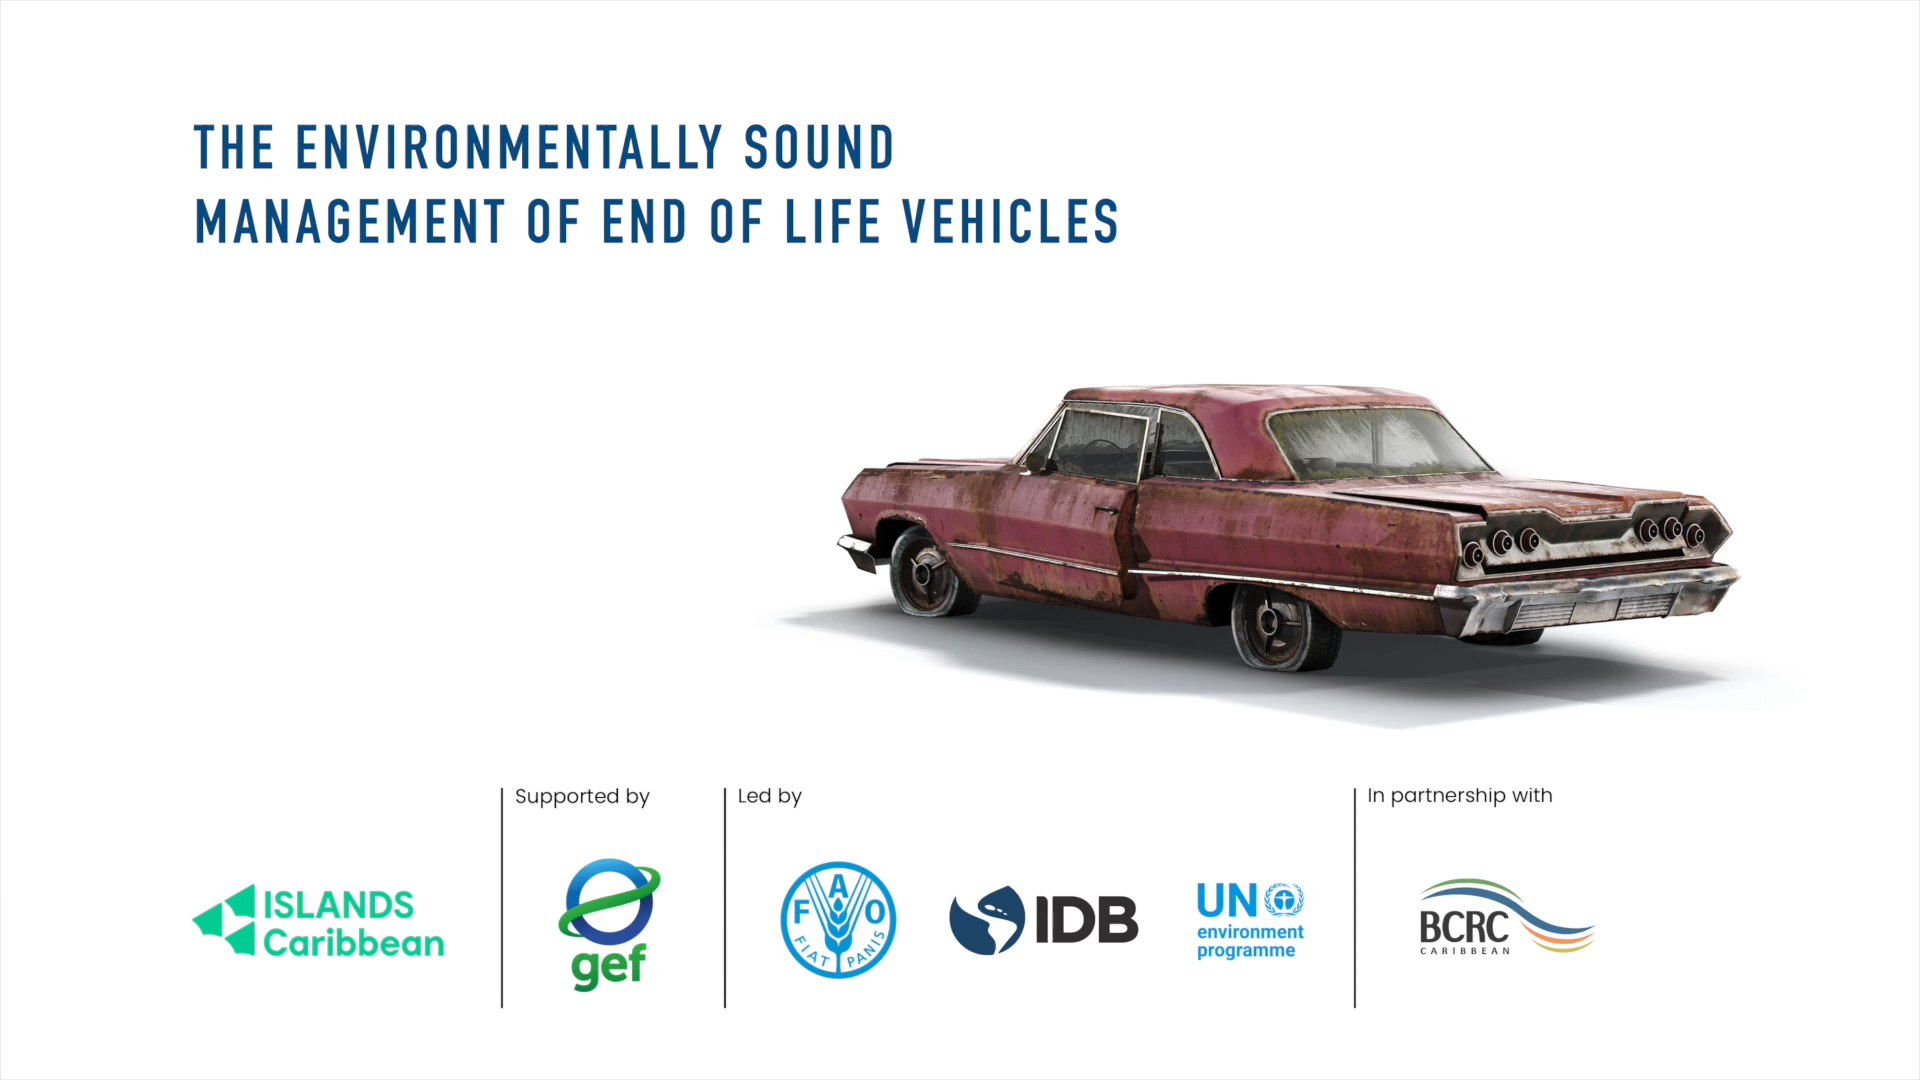 THE ENVIRONMENTALLY SOUND
MANAGEMENT OF END OF LIFE VEHICLES
Supported by
Led by
In partnership with
ISLANDS
Caribbean
gef
F A O
FIAT PANIS
IDB
UN
environment
programme
BCRC
CARIBBEAN